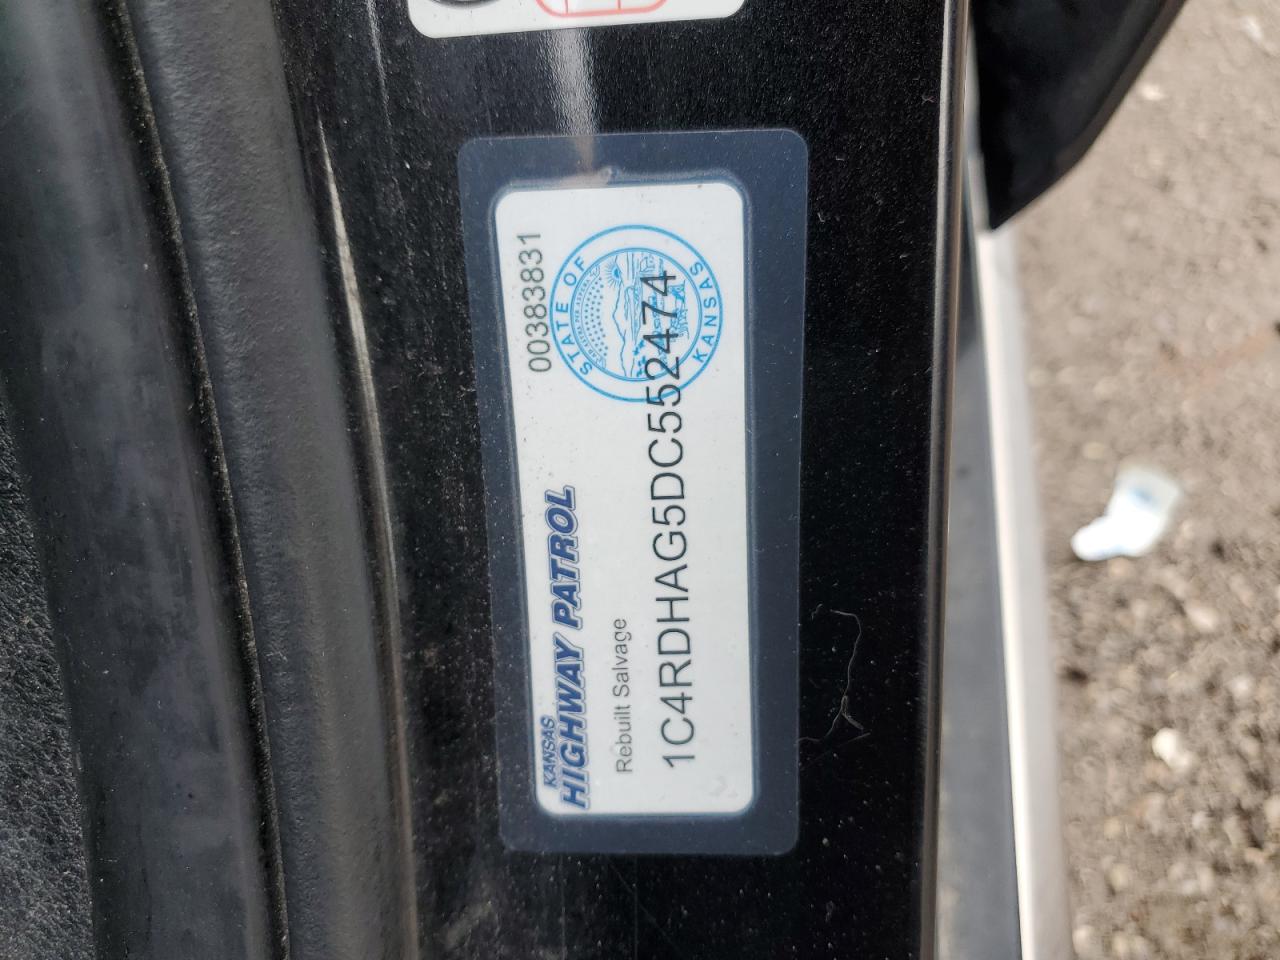 KANSAS
HIGHWAY PATROL
00383831
Rebuilt Salvage
1C4RDHAG5DC552474
STATE OF
KANSAS